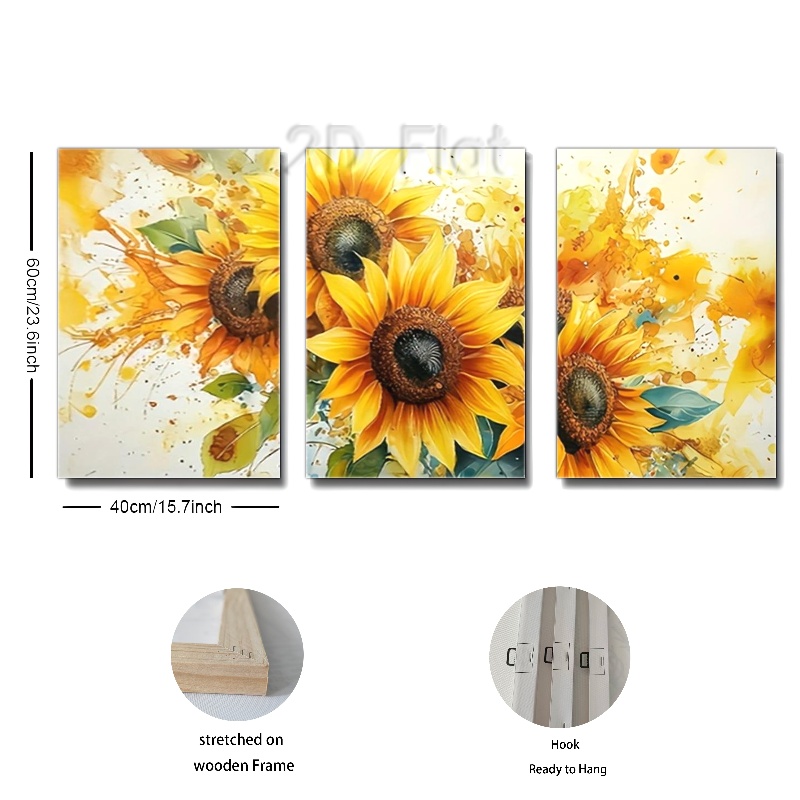 2D Flat
60cm/23.6inch
40cm/15.7inch
stretched on
wooden Frame
Hook
Ready to Hang